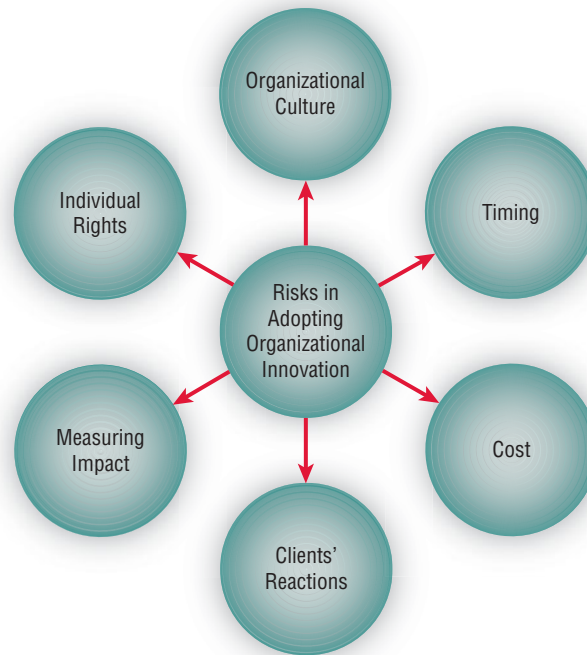 Organizational
Culture
Individual
Rights
Timing
Risks in
Adopting
Organizational
Innovation
Measuring
Impact
Cost
Clients'
Reactions